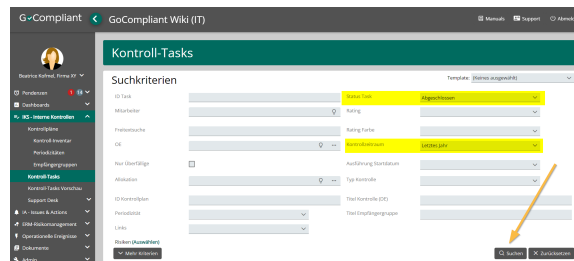 G✓Compliant
GoCompliant Wiki (IT)
Manuals
Support
Abmeld
Beatrice Kofmel, Firma XY
Pendenzen
Dashboards
IKS - Interne Kontrollen
Kontrollpläne
Kontroll-Inventar
Periodizitäten
Empfängergruppen
Kontroll-Tasks
Kontroll-Tasks Vorschau
Support Desk
IA - Issues & Actions
ERM-Risikomanagement
Operationelle Ereignisse
Dokumente
Admin
Kontroll-Tasks
Suchkriterien
Template: (Keines ausgewählt)
ID Task
Status Task
Abgeschlossen
Mitarbeiter
Rating
Freitextsuche
Rating Farbe
OE
Kontrollzeitraum
Letztes Jahr
Nur Überfällige
Ausführung Startdatum
Allokation
Typ Kontrolle
ID Kontrollplan
Titel Kontrolle (DE)
Periodizität
Titel Empfängergruppe
Links
Risiken (Auswählen)
Mehr Kriterien
Suchen
Zurücksetzen